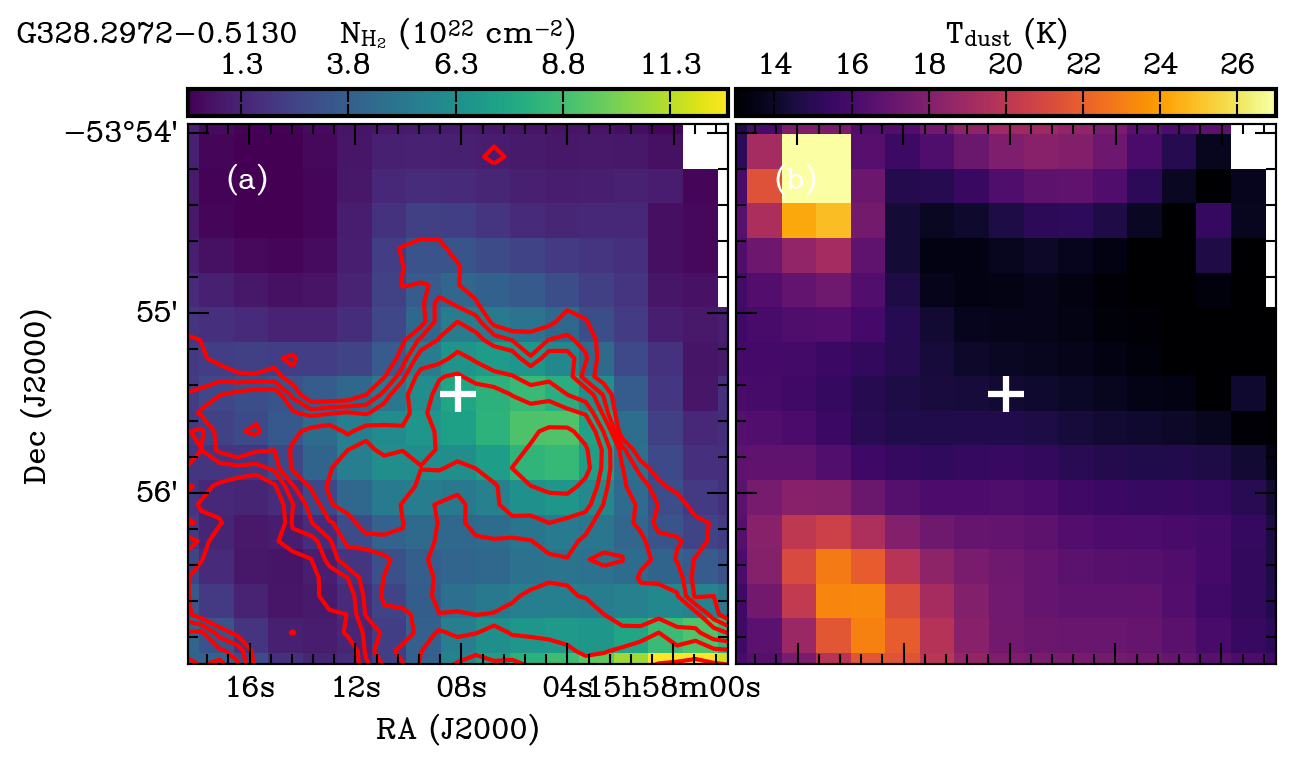 G328.2972−0.5130 N_H₂ (10²² cm⁻²) T_dust (K)
1.3 3.8 6.3 8.8 11.3 14 16 18 20 22 24 26
−53°54'
(a) (b)
55'
Dec (J2000)
56'
16s 12s 08s 04s 15h58m00s
RA (J2000)